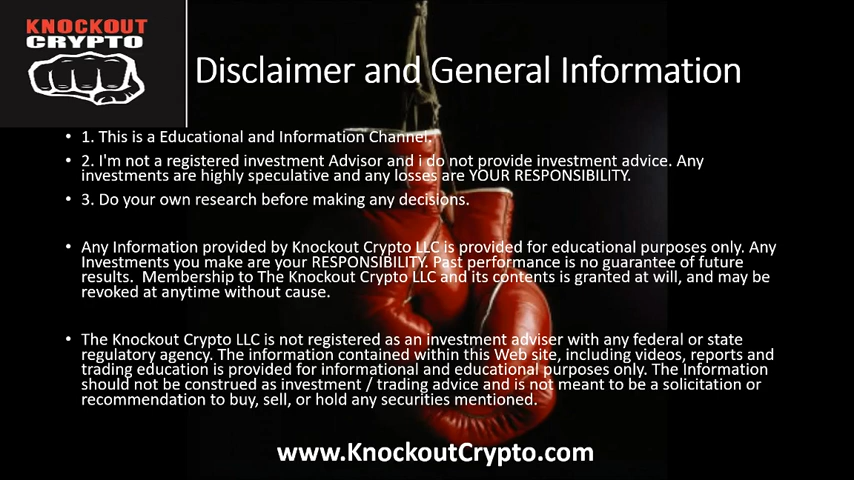 KNOCKOUT
CRYPTO
Disclaimer and General Information
• 1. This is a Educational and Information Channel.
• 2. I'm not a registered investment Advisor and i do not provide investment advice. Any
investments are highly speculative and any losses are YOUR RESPONSIBILITY.
• 3. Do your own research before making any decisions.
• Any Information provided by Knockout Crypto LLC is provided for educational purposes only. Any
Investments you make are your RESPONSIBILITY. Past performance is no guarantee of future
results. Membership to The Knockout Crypto LLC and its contents is granted at will, and may be
revoked at anytime without cause.
• The Knockout Crypto LLC is not registered as an investment adviser with any federal or state
regulatory agency. The information contained within this Web site, including videos, reports and
trading education is provided for informational and educational purposes only. The Information
should not be construed as investment / trading advice and is not meant to be a solicitation or
recommendation to buy, sell, or hold any securities mentioned.
www.KnockoutCrypto.com